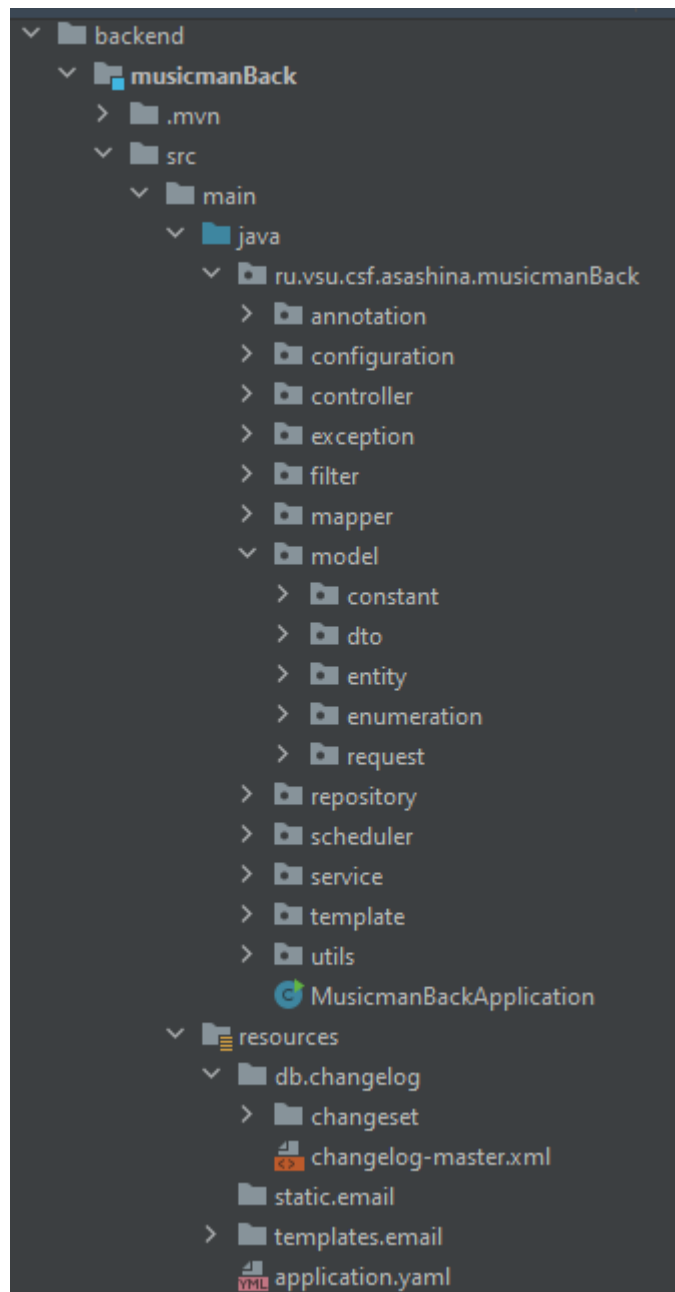 backend
musicmanBack
.mvn
src
main
java
ru.vsu.csf.asashina.musicmanBack
annotation
configuration
controller
exception
filter
mapper
model
constant
dto
entity
enumeration
request
repository
scheduler
service
template
utils
MusicmanBackApplication
resources
db.changelog
changeset
changelog-master.xml
static.email
templates.email
application.yaml